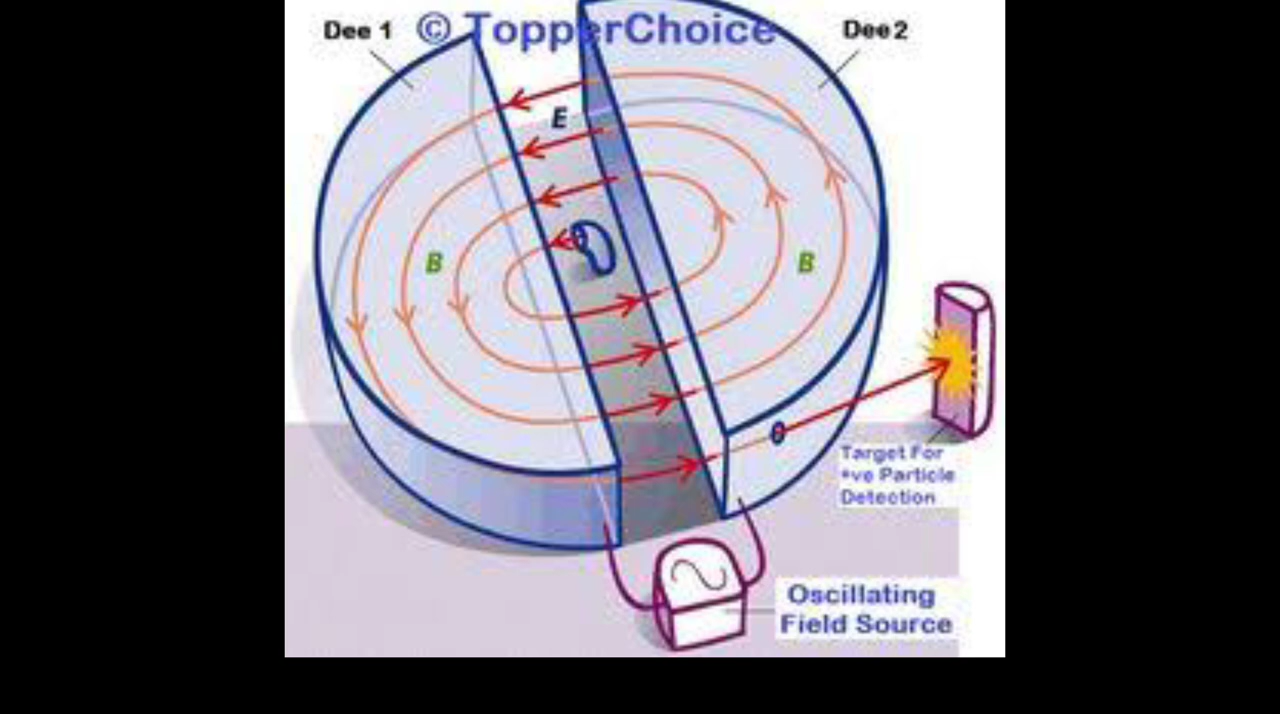 Dee 1
© TopperChoice
Dee 2
E
B
B
Target For
+ve Particle
Detection
Oscillating
Field Source